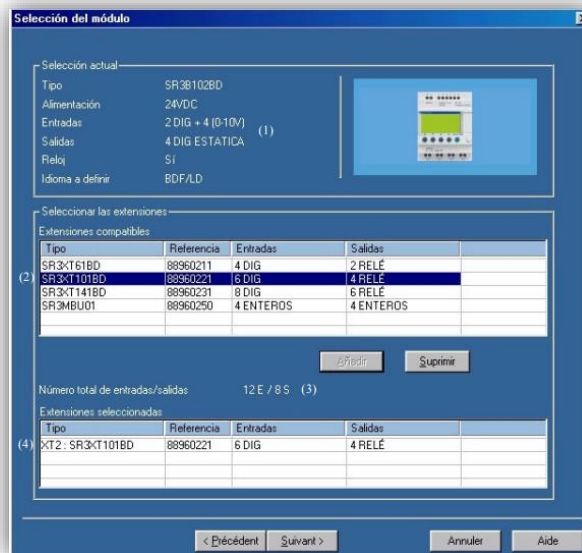 Selección del módulo
Selección actual
Tipo SR3B102BD
Alimentación 24VDC
Entradas 2 DIG + 4 (0-10V) (1)
Salidas 4 DIG ESTATICA
Reloj Sí
Idioma a definir BDF/LD
Seleccionar las extensiones
Extensiones compatibles
Tipo Referencia Entradas Salidas
SR3XT61BD 88960211 4 DIG 2 RELÉ
(2) SR3XT101BD 88960221 6 DIG 4 RELÉ
SR3XT141BD 88960231 8 DIG 6 RELÉ
SR3MBU01 88960250 4 ENTEROS 4 ENTEROS
Añadir Suprimir
Número total de entradas/salidas 12 E / 8 S (3)
Extensiones seleccionadas
Tipo Referencia Entradas Salidas
(4) XT2 : SR3XT101BD 88960221 6 DIG 4 RELÉ
< Précédent Suivant > Annuler Aide